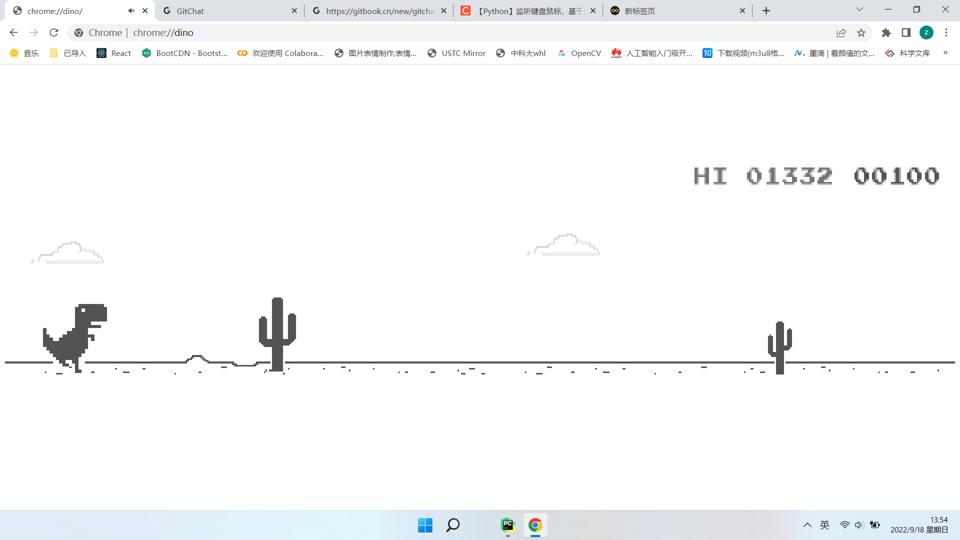 chrome://dino/
GitChat
https://gitbook.cn/new/gitcha
【Python】监听键盘鼠标，基于
新标签页
Chrome | chrome://dino
音乐
已导入
React
BootCDN - Bootst...
欢迎使用 Colabora...
图片表情制作,表情...
USTC Mirror
中科大whl
OpenCV
人工智能入门级开...
下载视频(m3u8格...
墨滴 | 看颜值的文...
科学文库
»
HI 01332 00100
英
13:54
2022/9/18 星期日